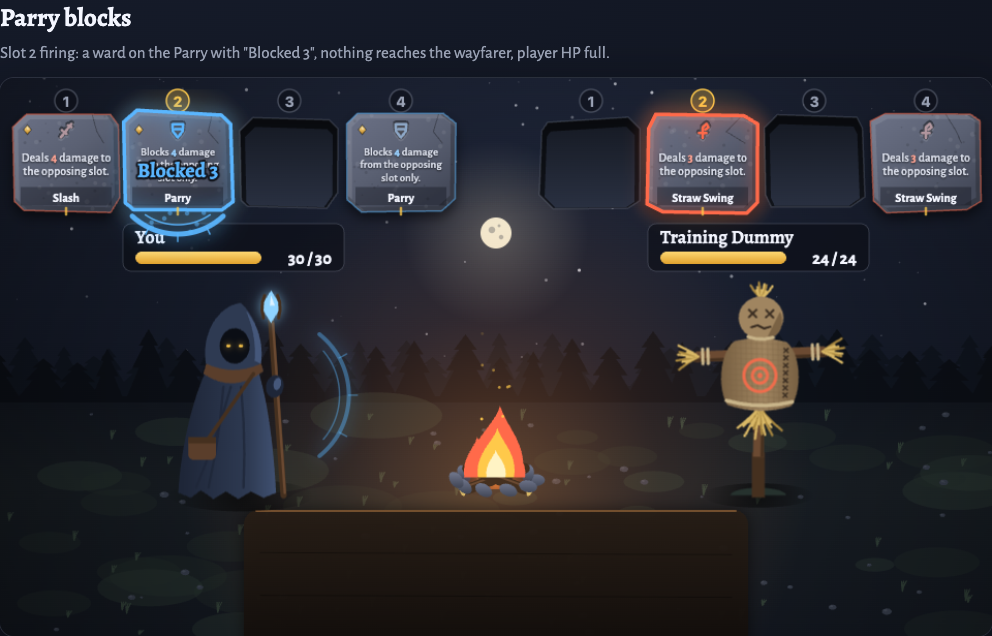 Parry blocks
Slot 2 firing: a ward on the Parry with "Blocked 3", nothing reaches the wayfarer, player HP full.
1
2
3
4
1
2
3
4
Deals 4 damage to
the opposing slot.
Slash
Blocks 4 damage
slot only.
Blocked 3
Parry
Blocks 4 damage
from the opposing
slot only.
Parry
Deals 3 damage to
the opposing slot.
Straw Swing
Deals 3 damage to
the opposing slot.
Straw Swing
You
30 / 30
Training Dummy
24 / 24